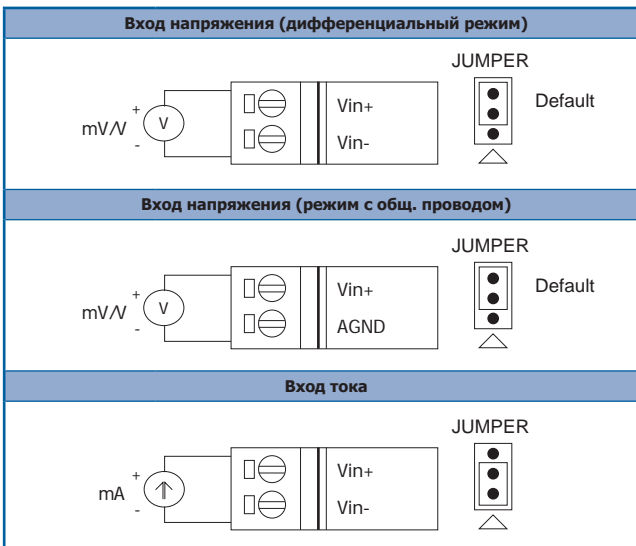 Вход напряжения (дифференциальный режим)
JUMPER
Default
mV/V
+
-
V
Vin+
Vin-
Вход напряжения (режим с общ. проводом)
JUMPER
Default
mV/V
+
-
V
Vin+
AGND
Вход тока
JUMPER
mA
+
-
Vin+
Vin-